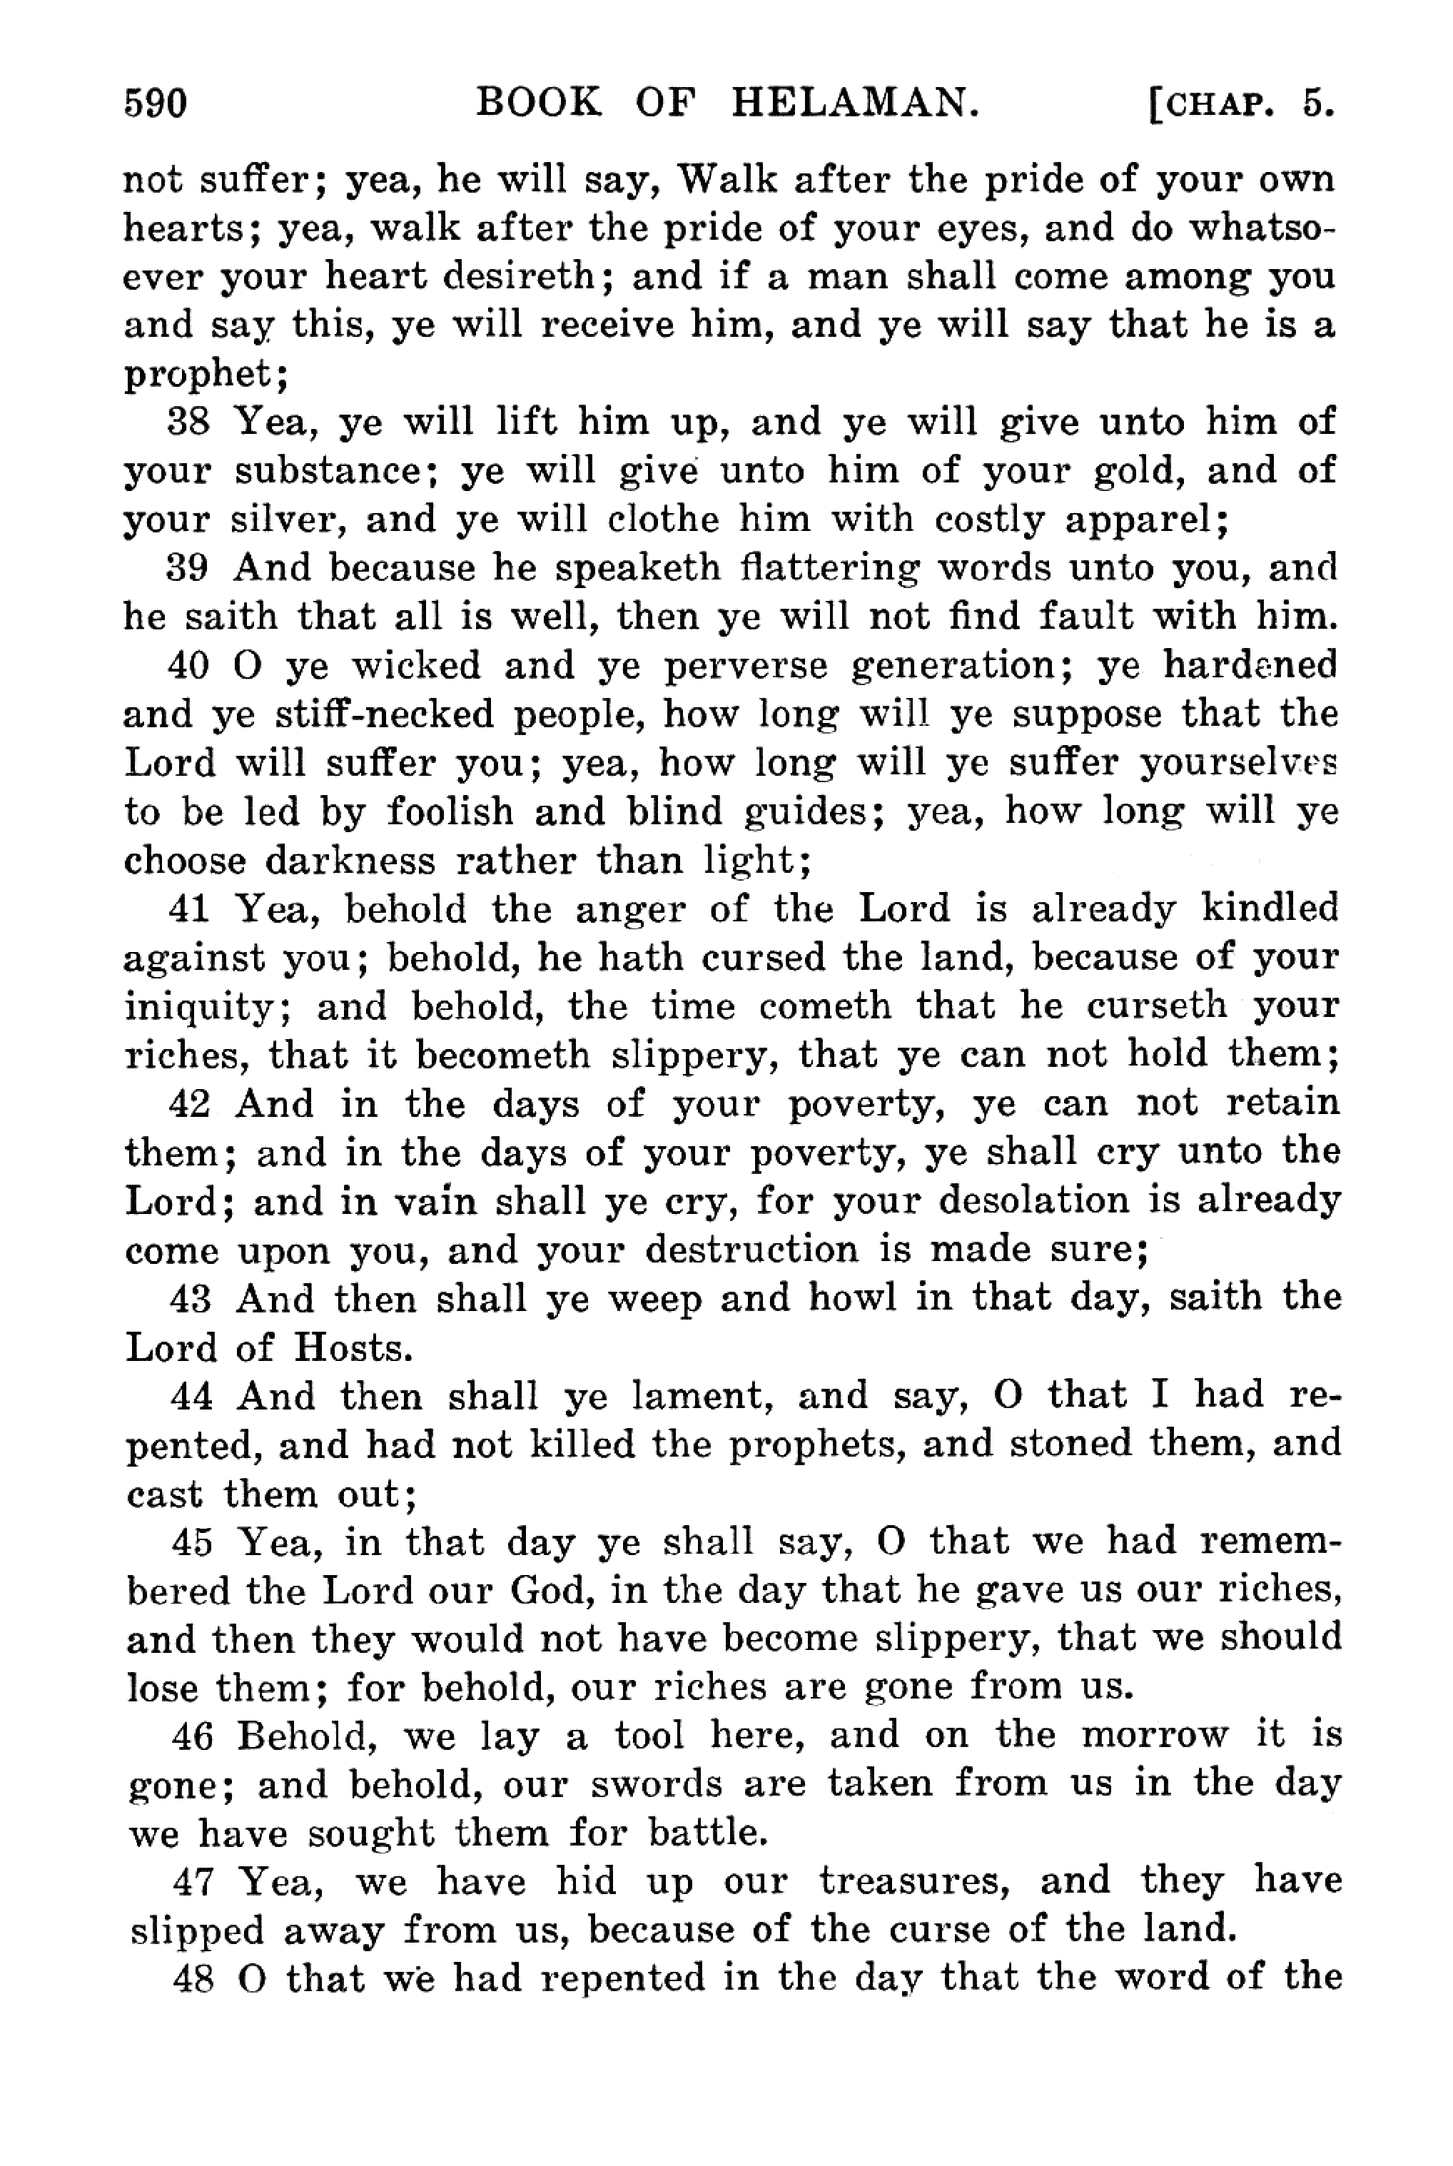 590 BOOK OF HELAMAN. [CHAP. 5.
not suffer; yea, he will say, Walk after the pride of your own
hearts; yea, walk after the pride of your eyes, and do whatso-
ever your heart desireth; and if a man shall come among you
and say this, ye will receive him, and ye will say that he is a
prophet;
38 Yea, ye will lift him up, and ye will give unto him of
your substance; ye will give unto him of your gold, and of
your silver, and ye will clothe him with costly apparel;
39 And because he speaketh flattering words unto you, and
he saith that all is well, then ye will not find fault with him.
40 O ye wicked and ye perverse generation; ye hardened
and ye stiff-necked people, how long will ye suppose that the
Lord will suffer you; yea, how long will ye suffer yourselves
to be led by foolish and blind guides; yea, how long will ye
choose darkness rather than light;
41 Yea, behold the anger of the Lord is already kindled
against you; behold, he hath cursed the land, because of your
iniquity; and behold, the time cometh that he curseth your
riches, that it becometh slippery, that ye can not hold them;
42 And in the days of your poverty, ye can not retain
them; and in the days of your poverty, ye shall cry unto the
Lord; and in vain shall ye cry, for your desolation is already
come upon you, and your destruction is made sure;
43 And then shall ye weep and howl in that day, saith the
Lord of Hosts.
44 And then shall ye lament, and say, O that I had re-
pented, and had not killed the prophets, and stoned them, and
cast them out;
45 Yea, in that day ye shall say, O that we had remem-
bered the Lord our God, in the day that he gave us our riches,
and then they would not have become slippery, that we should
lose them; for behold, our riches are gone from us.
46 Behold, we lay a tool here, and on the morrow it is
gone; and behold, our swords are taken from us in the day
we have sought them for battle.
47 Yea, we have hid up our treasures, and they have
slipped away from us, because of the curse of the land.
48 O that we had repented in the day that the word of the